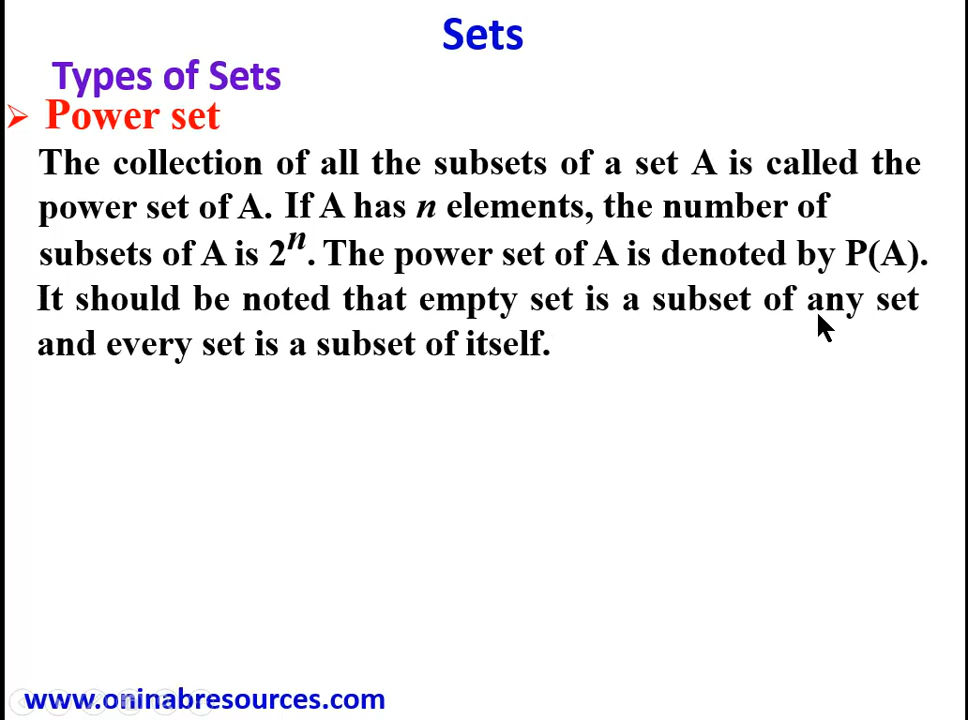 Sets
Types of Sets
Power set
The collection of all the subsets of a set A is called the
power set of A. If A has n elements, the number of
subsets of A is 2^n. The power set of A is denoted by P(A).
It should be noted that empty set is a subset of any set
and every set is a subset of itself.
www.oninabresources.com